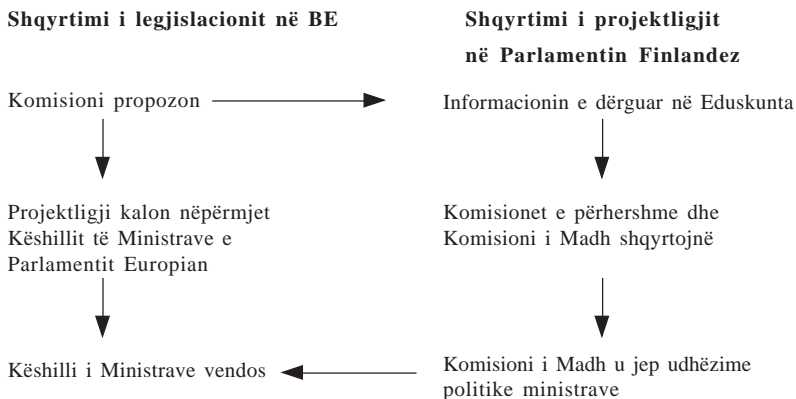 Shqyrtimi i legjislacionit në BE
Shqyrtimi i projektligjit
në Parlamentin Finlandez
Komisioni propozon
Informacionin e dërguar në Eduskunta
Projektligji kalon nëpërmjet
Këshillit të Ministrave e
Parlamentit Europian
Komisionet e përhershme dhe
Komisioni i Madh shqyrtojnë
Këshilli i Ministrave vendos
Komisioni i Madh u jep udhëzime
politike ministrave